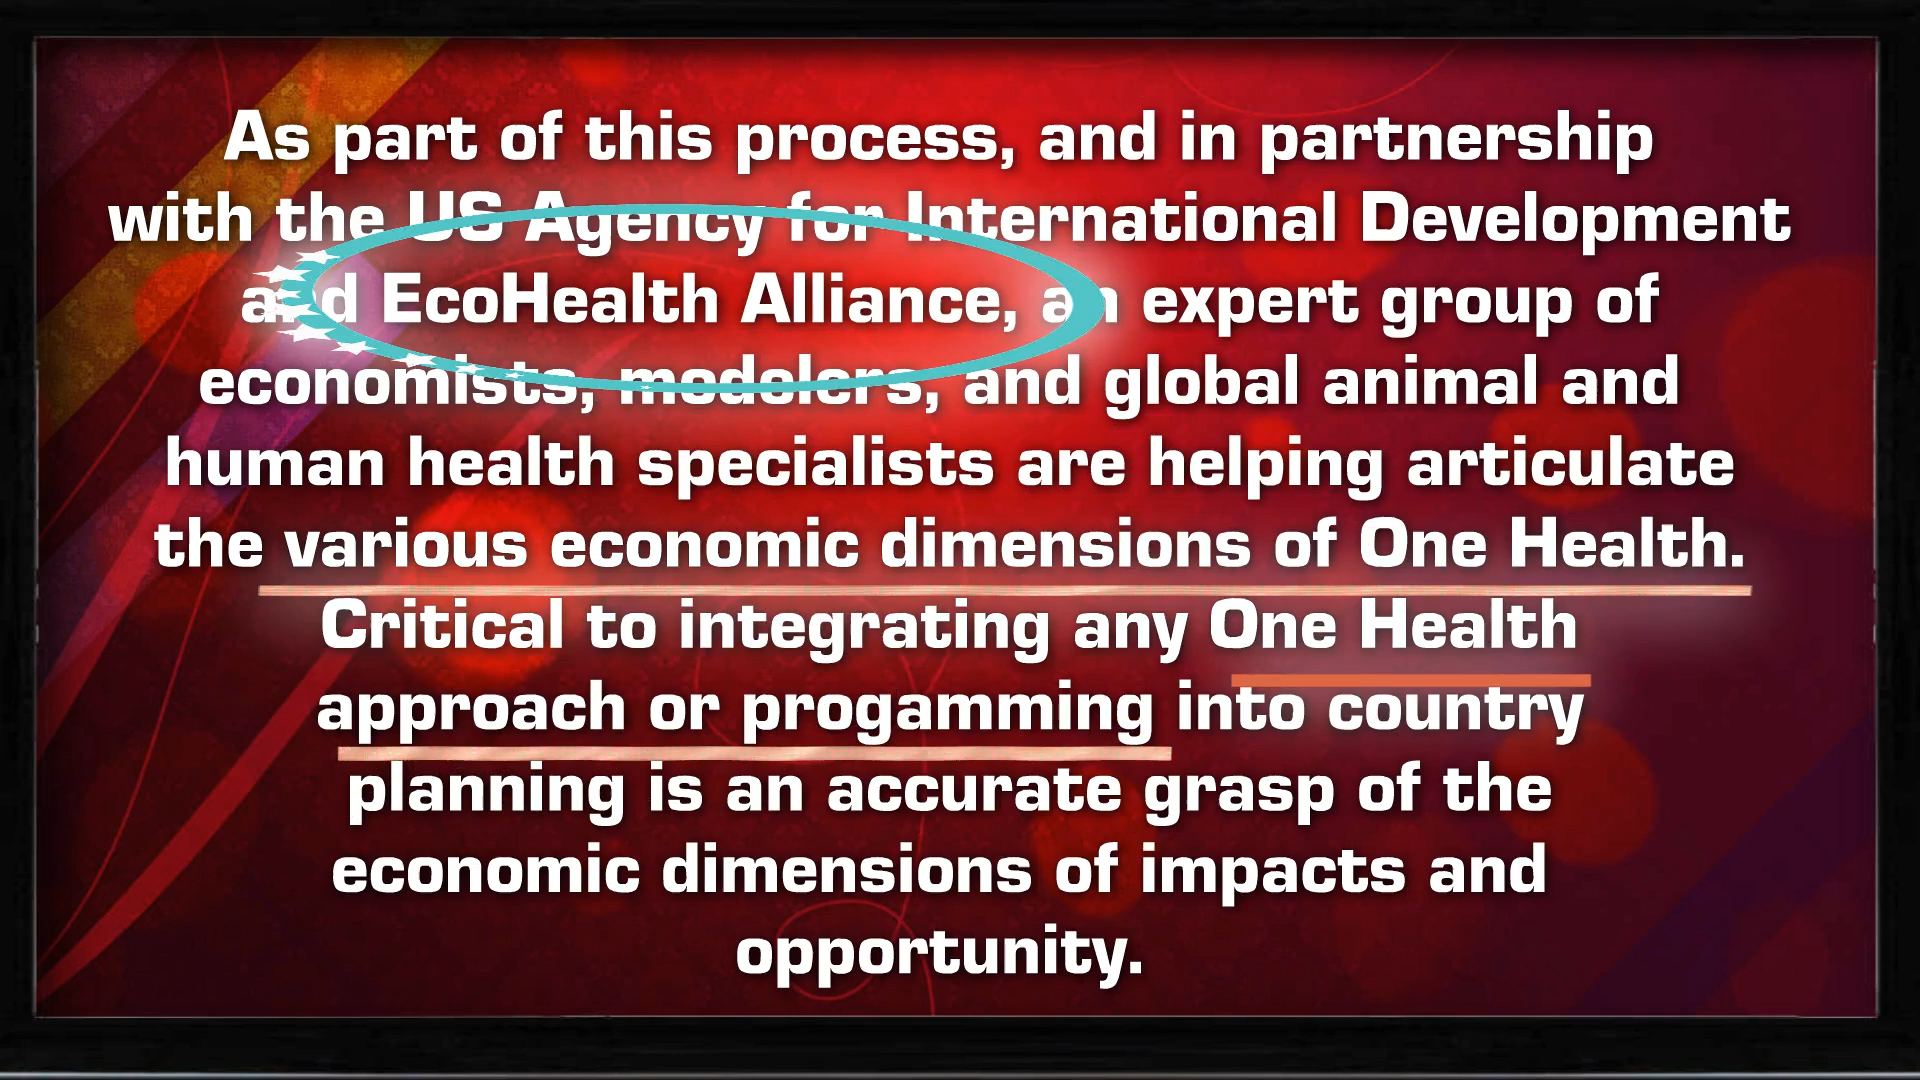 As part of this process, and in partnership
with the US Agency for International Development
and EcoHealth Alliance, an expert group of
economists, modelers, and global animal and
human health specialists are helping articulate
the various economic dimensions of One Health.
Critical to integrating any One Health
approach or progamming into country
planning is an accurate grasp of the
economic dimensions of impacts and
opportunity.